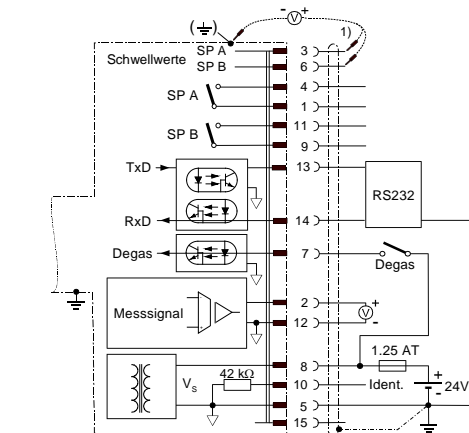 - V +
1)
Schwellwerte
SP A 3
SP B 6
SP A
4
1
SP B
11
9
TxD 13
RS232
RxD 14
Degas 7
Degas
Messsignal
2
12
V
+
-
8
1.25 AT
VS
42 kΩ
10
Ident.
+
-
24V
5
15